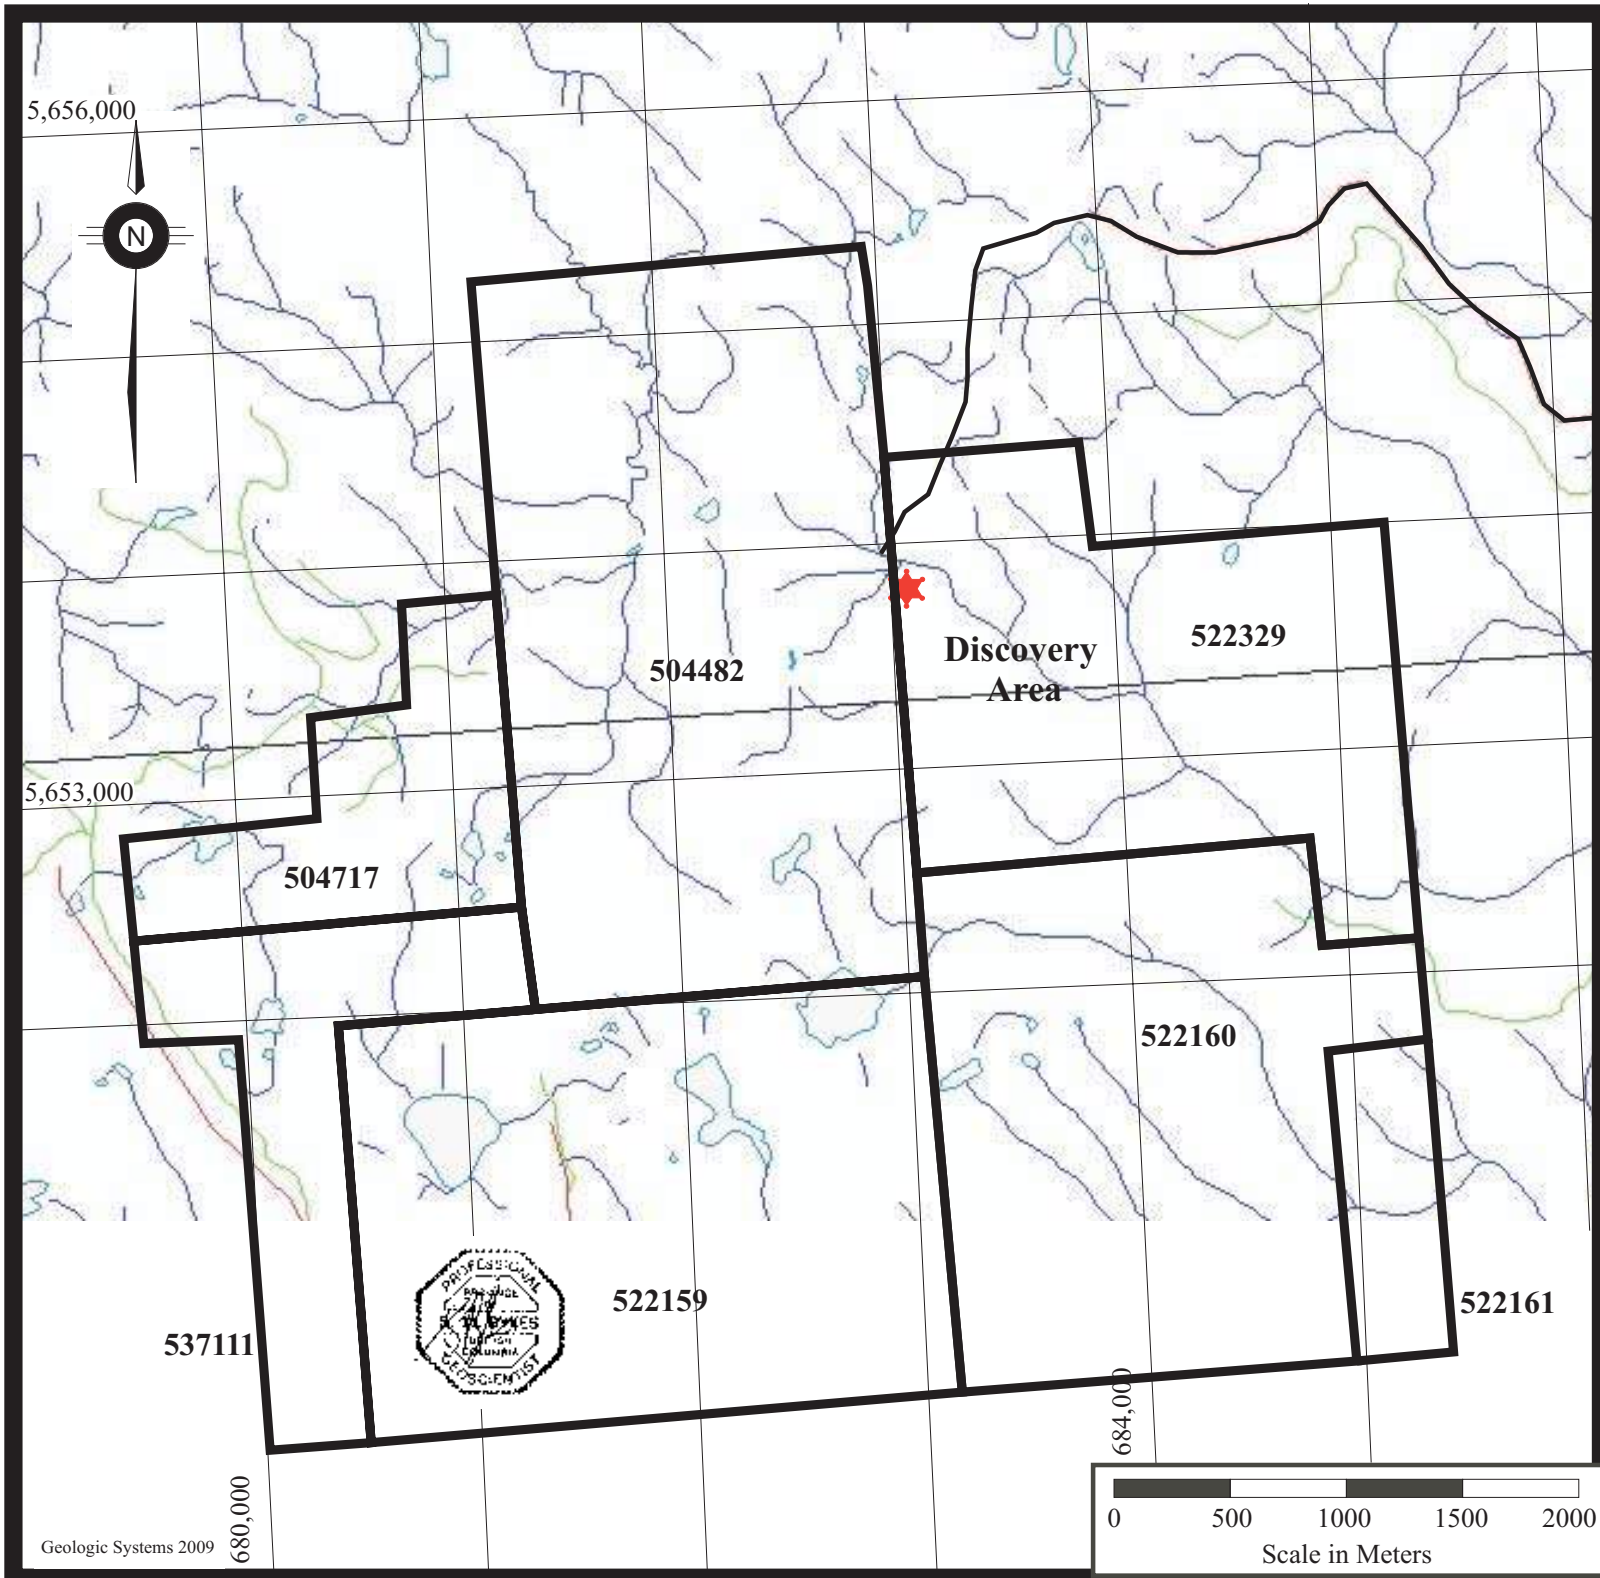 5,656,000
N
522329
Discovery
Area
504482
5,653,000
504717
522160
PROFESSIONAL
PROVINCE
GEOSCIENTIST
522159
522161
537111
684,000
680,000
0 500 1000 1500 2000
Scale in Meters
Geologic Systems 2009